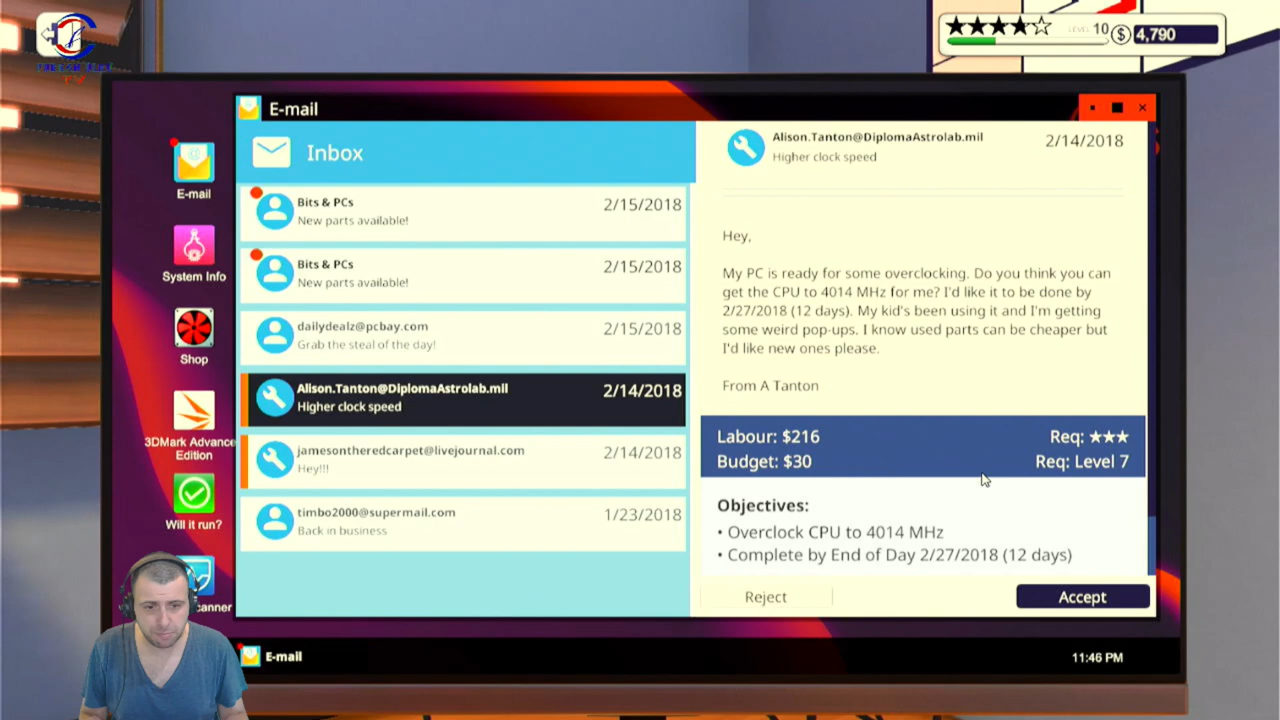 LEVEL 10 $ 4,790
E-mail
Inbox
Bits & PCs
New parts available!
2/15/2018
Bits & PCs
New parts available!
2/15/2018
dailydealz@pcbay.com
Grab the steal of the day!
2/15/2018
Alison.Tanton@DiplomaAstrolab.mil
Higher clock speed
2/14/2018
jamesontheredcarpet@livejournal.com
Hey!!!
2/14/2018
timbo2000@supermail.com
Back in business
1/23/2018
E-mail
System Info
Shop
3DMark Advance
Edition
Will it run?
Alison.Tanton@DiplomaAstrolab.mil
Higher clock speed
2/14/2018
Hey,
My PC is ready for some overclocking. Do you think you can
get the CPU to 4014 MHz for me? I'd like it to be done by
2/27/2018 (12 days). My kid's been using it and I'm getting
some weird pop-ups. I know used parts can be cheaper but
I'd like new ones please.
From A Tanton
Labour: $216
Req: ★★★
Budget: $30
Req: Level 7
Objectives:
• Overclock CPU to 4014 MHz
• Complete by End of Day 2/27/2018 (12 days)
Reject
Accept
E-mail
11:46 PM